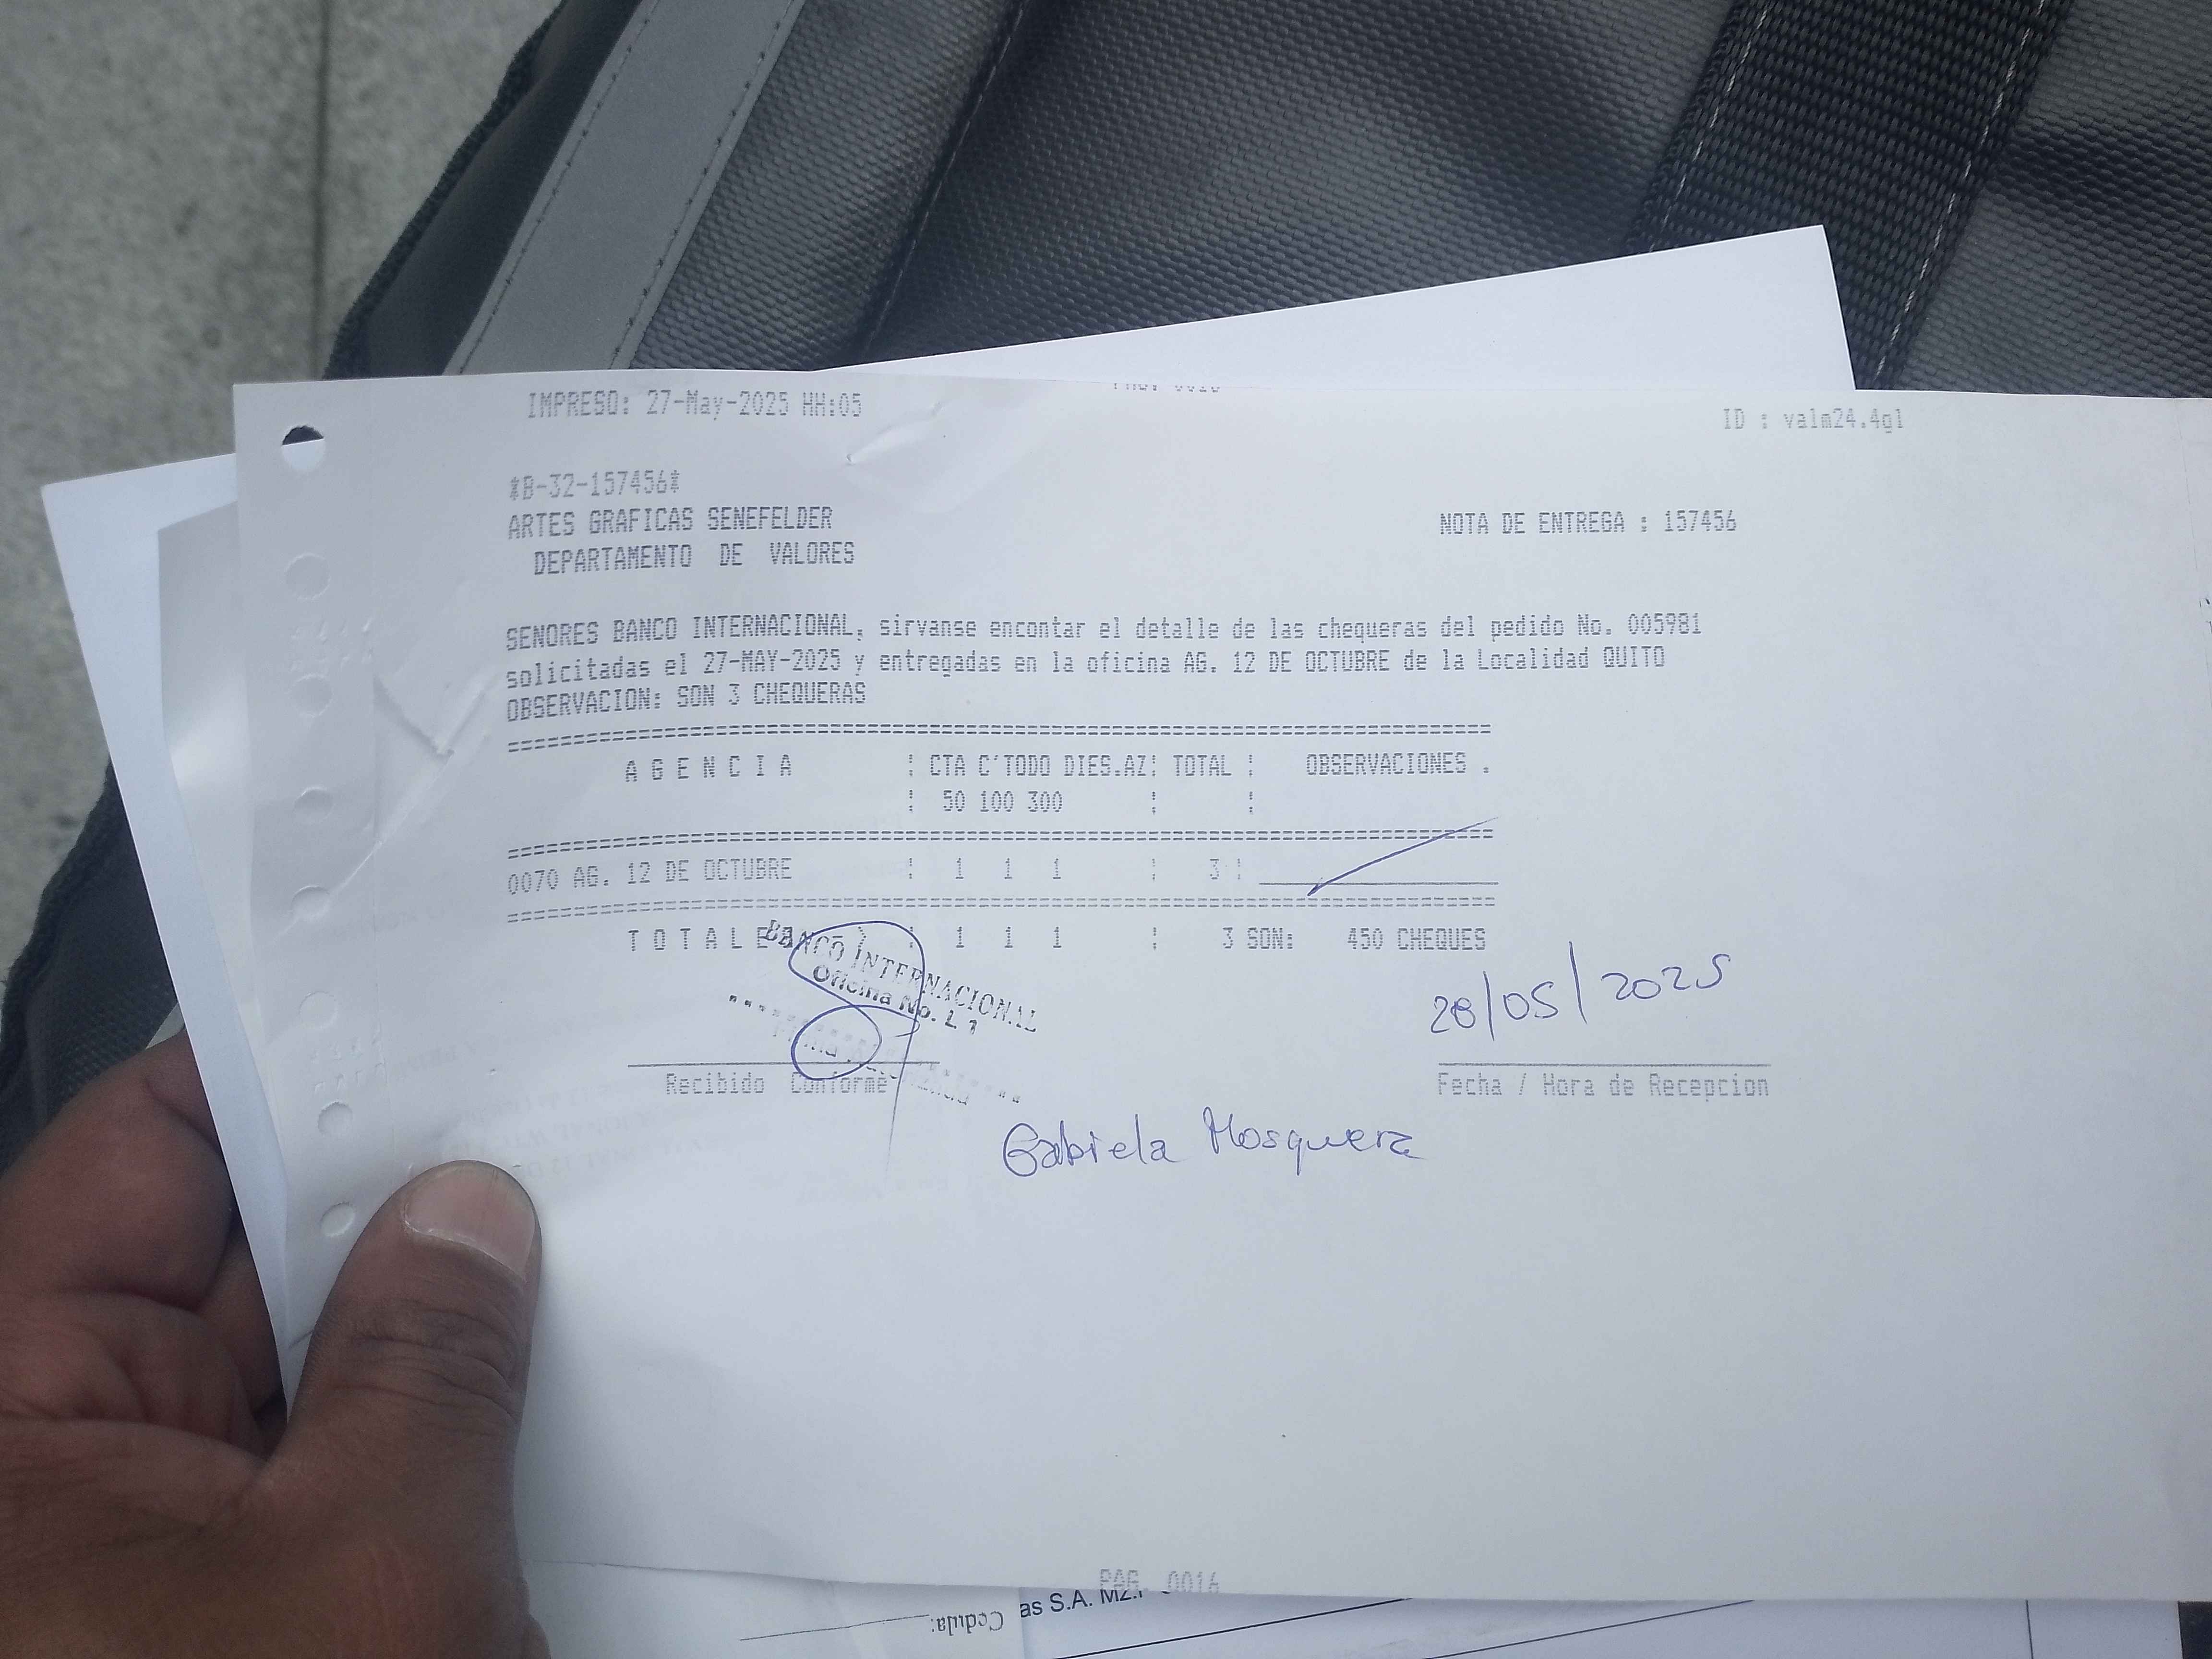 IMPRESO: 27-May-2025 HH:05
ID : valm24.4gl
*B-32-157456*
ARTES GRAFICAS SENEFELDER
NOTA DE ENTREGA : 157456
DEPARTAMENTO DE VALORES
SENORES BANCO INTERNACIONAL, sirvanse encontar el detalle de las chequeras del pedido No. 005981
solicitadas el 27-MAY-2025 y entregadas en la oficina AG. 12 DE OCTUBRE de la Localidad QUITO
OBSERVACION: SON 3 CHEQUERAS
A G E N C I A : CTA C'TODO DIES.AZ: TOTAL : OBSERVACIONES .
: 50 100 300 : :
0070 AG. 12 DE OCTUBRE : 1 1 1 : 3 :
T O T A L E : 1 1 1 : 3 SON: 450 CHEQUES
BANCO INTERNACIONAL
Oficina No.
28/05/2025
Recibido Conforme
Fecha / Hora de Recepcion
Gabriela Mosquera
PAG. 0016
as S.A. MZ.
Cedula: